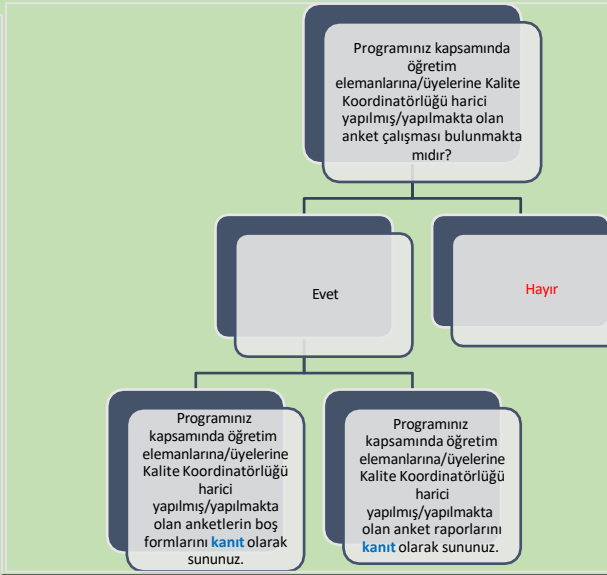 Programınız kapsamında
öğretim
elemanlarına/üyelerine Kalite
Koordinatörlüğü harici
yapılmış/yapılmakta olan
anket çalışması bulunmakta
mıdır?
Evet
Hayır
Programınız
kapsamında öğretim
elemanlarına/üyelerine
Kalite Koordinatörlüğü
harici
yapılmış/yapılmakta
olan anketlerin boş
formlarını kanıt olarak
sununuz.
Programınız
kapsamında öğretim
elemanlarına/üyelerine
Kalite Koordinatörlüğü
harici
yapılmış/yapılmakta
olan anket raporlarını
kanıt olarak sununuz.